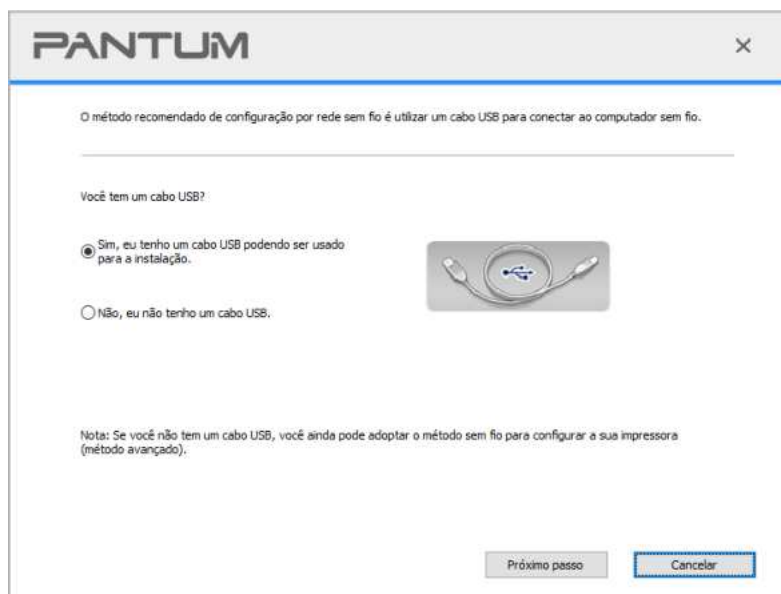 PANTUM
O método recomendado de configuração por rede sem fio é utilizar um cabo USB para conectar ao computador sem fio.
Você tem um cabo USB?
Sim, eu tenho um cabo USB podendo ser usado
para a instalação.
Não, eu não tenho um cabo USB.
Nota: Se você não tem um cabo USB, você ainda pode adoptar o método sem fio para configurar a sua impressora
(método avançado).
Próximo passo
Cancelar